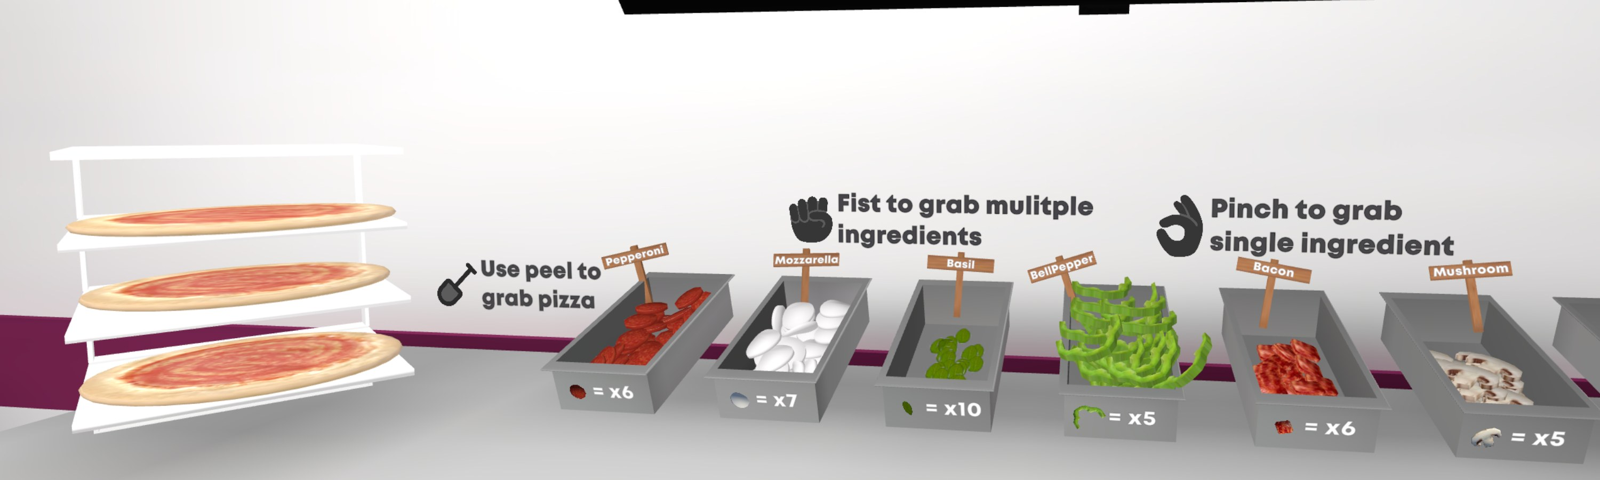 Use peel to
grab pizza
Pepperoni
= x6
Fist to grab mulitple
ingredients
Mozzarella
= x7
Basil
= x10
BellPepper
= x5
Pinch to grab
single ingredient
Bacon
= x6
Mushroom
= x5